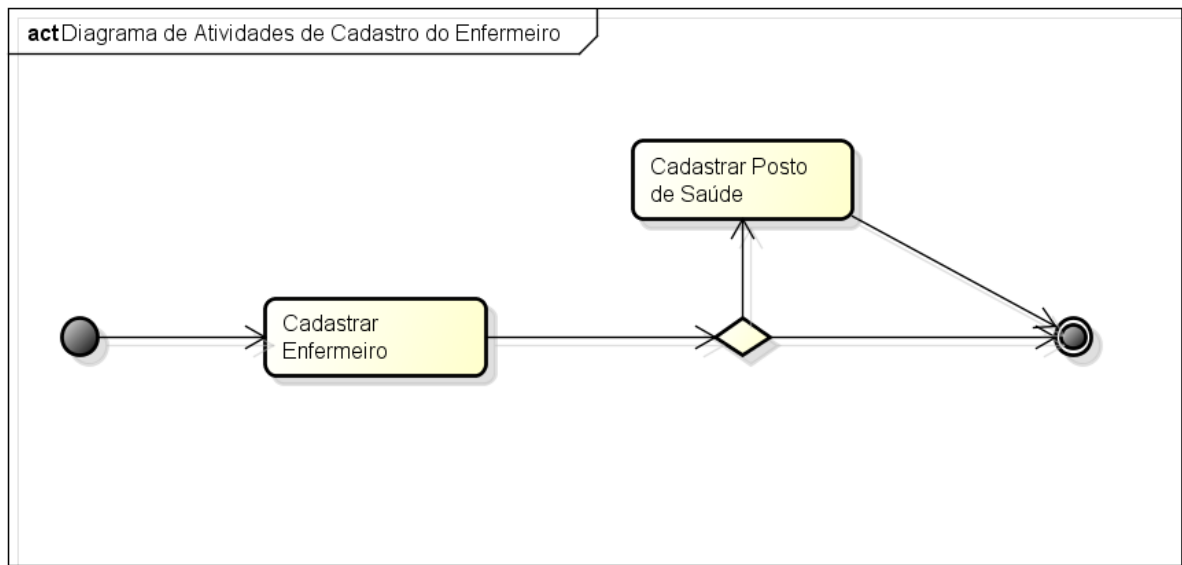 act Diagrama de Atividades de Cadastro do Enfermeiro
Cadastrar Posto
de Saúde
Cadastrar
Enfermeiro